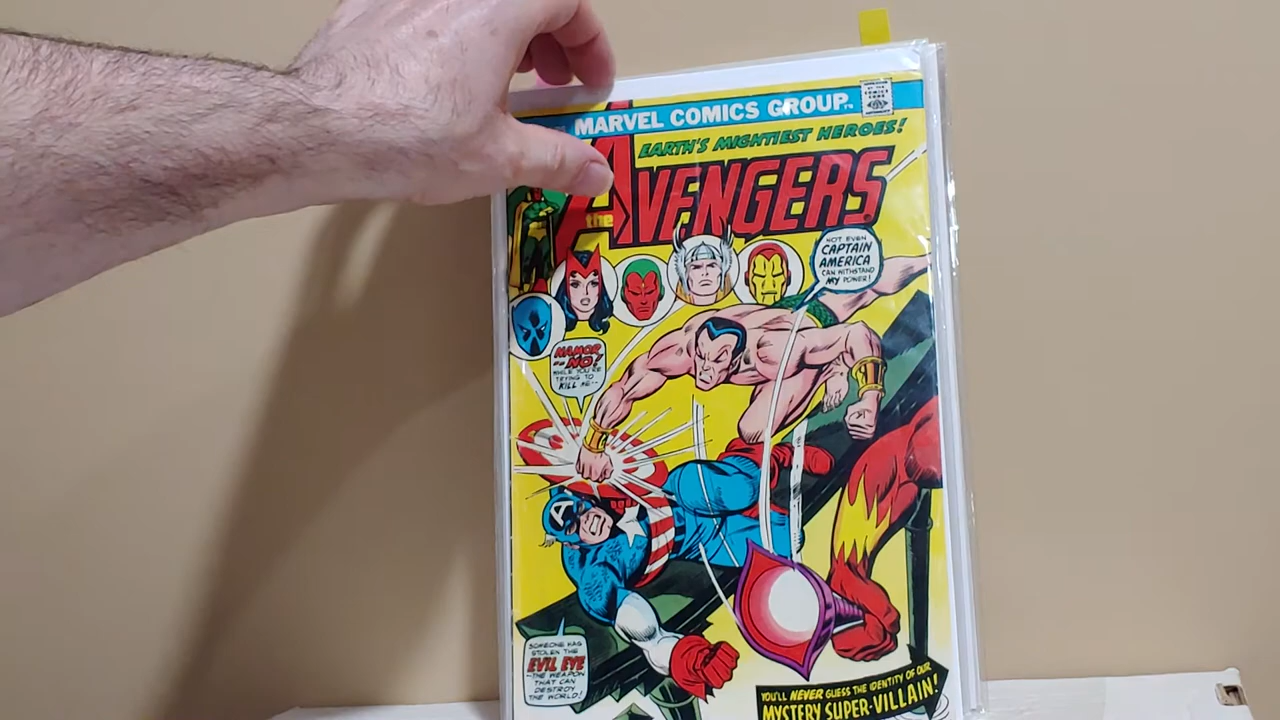 MARVEL COMICS GROUP
EARTH'S MIGHTIEST HEROES!
the AVENGERS
NOT EVEN
CAPTAIN
AMERICA
CAN WITHSTAND
MY POWER!
NAMOR,
--NO!
WHILE YOU'RE
TRYING TO
KILL ME--
SOMEONE HAS
STOLEN THE
EVIL EYE
--THE WEAPON
THAT CAN
DESTROY
THE WORLD!
YOU'LL NEVER GUESS THE IDENTITY OF OUR
MYSTERY SUPER-VILLAIN!
A